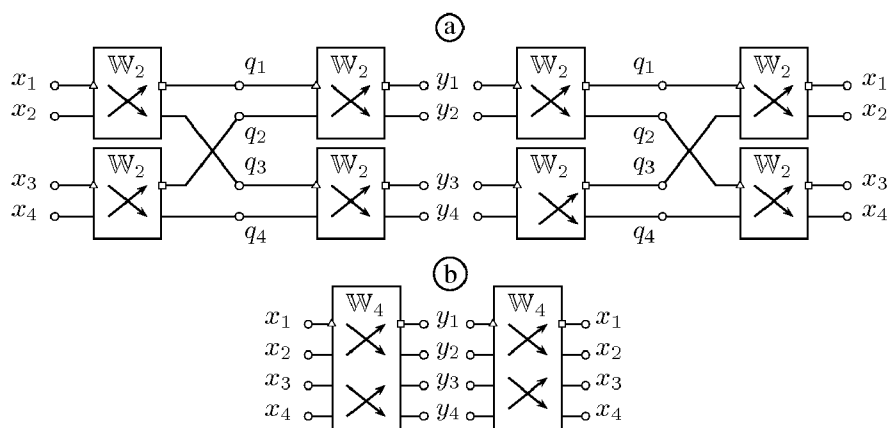 a
𝕎₂ q₁ 𝕎₂ 𝕎₂ q₁ 𝕎₂
x₁ y₁ x₁
x₂ y₂ x₂
q₂ q₂
𝕎₂ q₃ 𝕎₂ 𝕎₂ q₃ 𝕎₂
x₃ y₃ x₃
x₄ y₄ x₄
q₄ q₄
b
𝕎₄ 𝕎₄
x₁ y₁ x₁
x₂ y₂ x₂
x₃ y₃ x₃
x₄ y₄ x₄